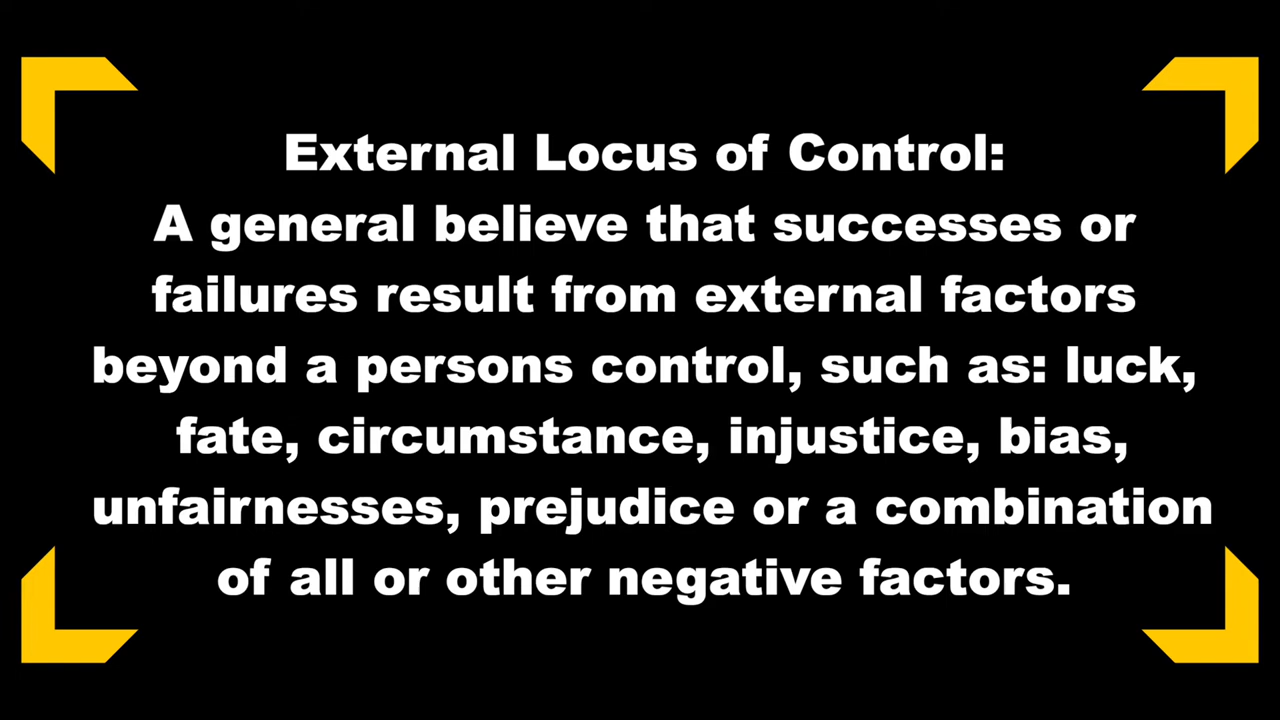 External Locus of Control:
A general believe that successes or
failures result from external factors
beyond a persons control, such as: luck,
fate, circumstance, injustice, bias,
unfairnesses, prejudice or a combination
of all or other negative factors.